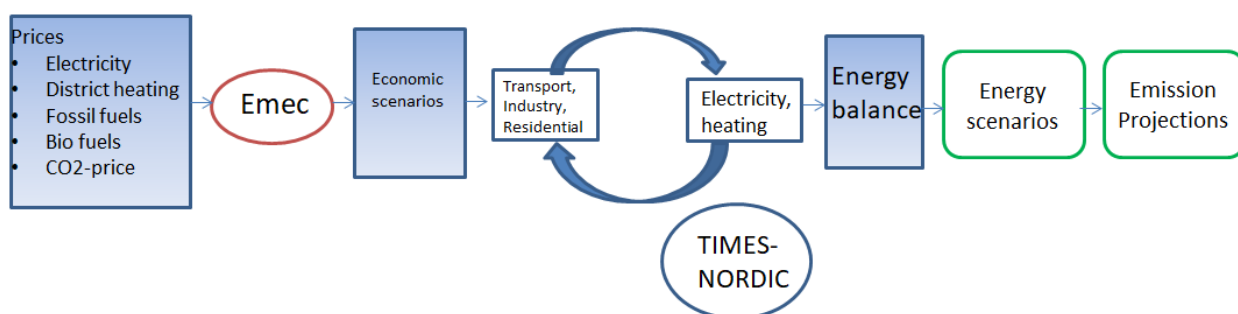 Prices
• Electricity
• District heating
• Fossil fuels
• Bio fuels
• CO2-price
Emec
Economic
scenarios
Transport,
Industry,
Residential
Electricity,
heating
Energy
balance
Energy
scenarios
Emission
Projections
TIMES-
NORDIC